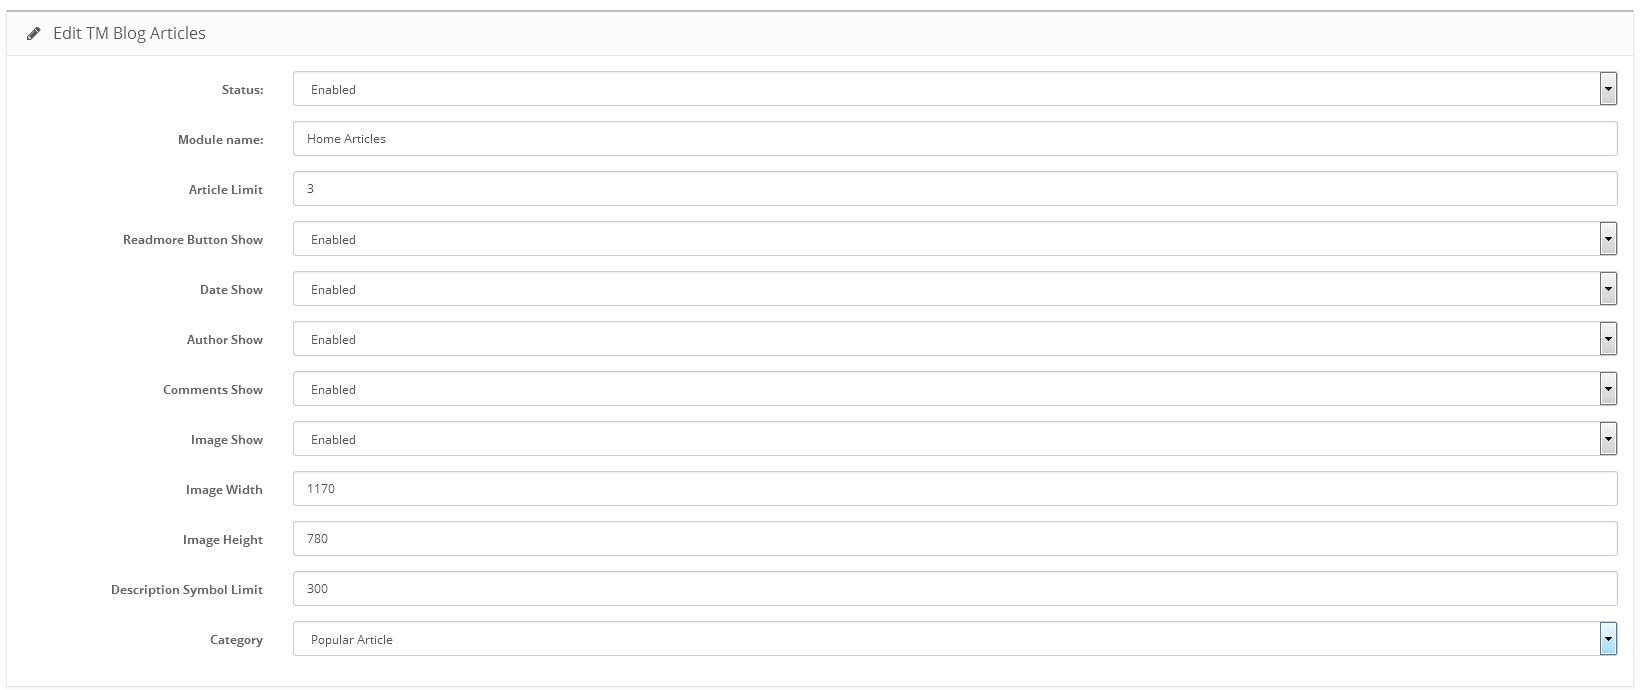 Edit TM Blog Articles
Status: Enabled
Module name: Home Articles
Article Limit 3
Readmore Button Show Enabled
Date Show Enabled
Author Show Enabled
Comments Show Enabled
Image Show Enabled
Image Width 1170
Image Height 780
Description Symbol Limit 300
Category Popular Article